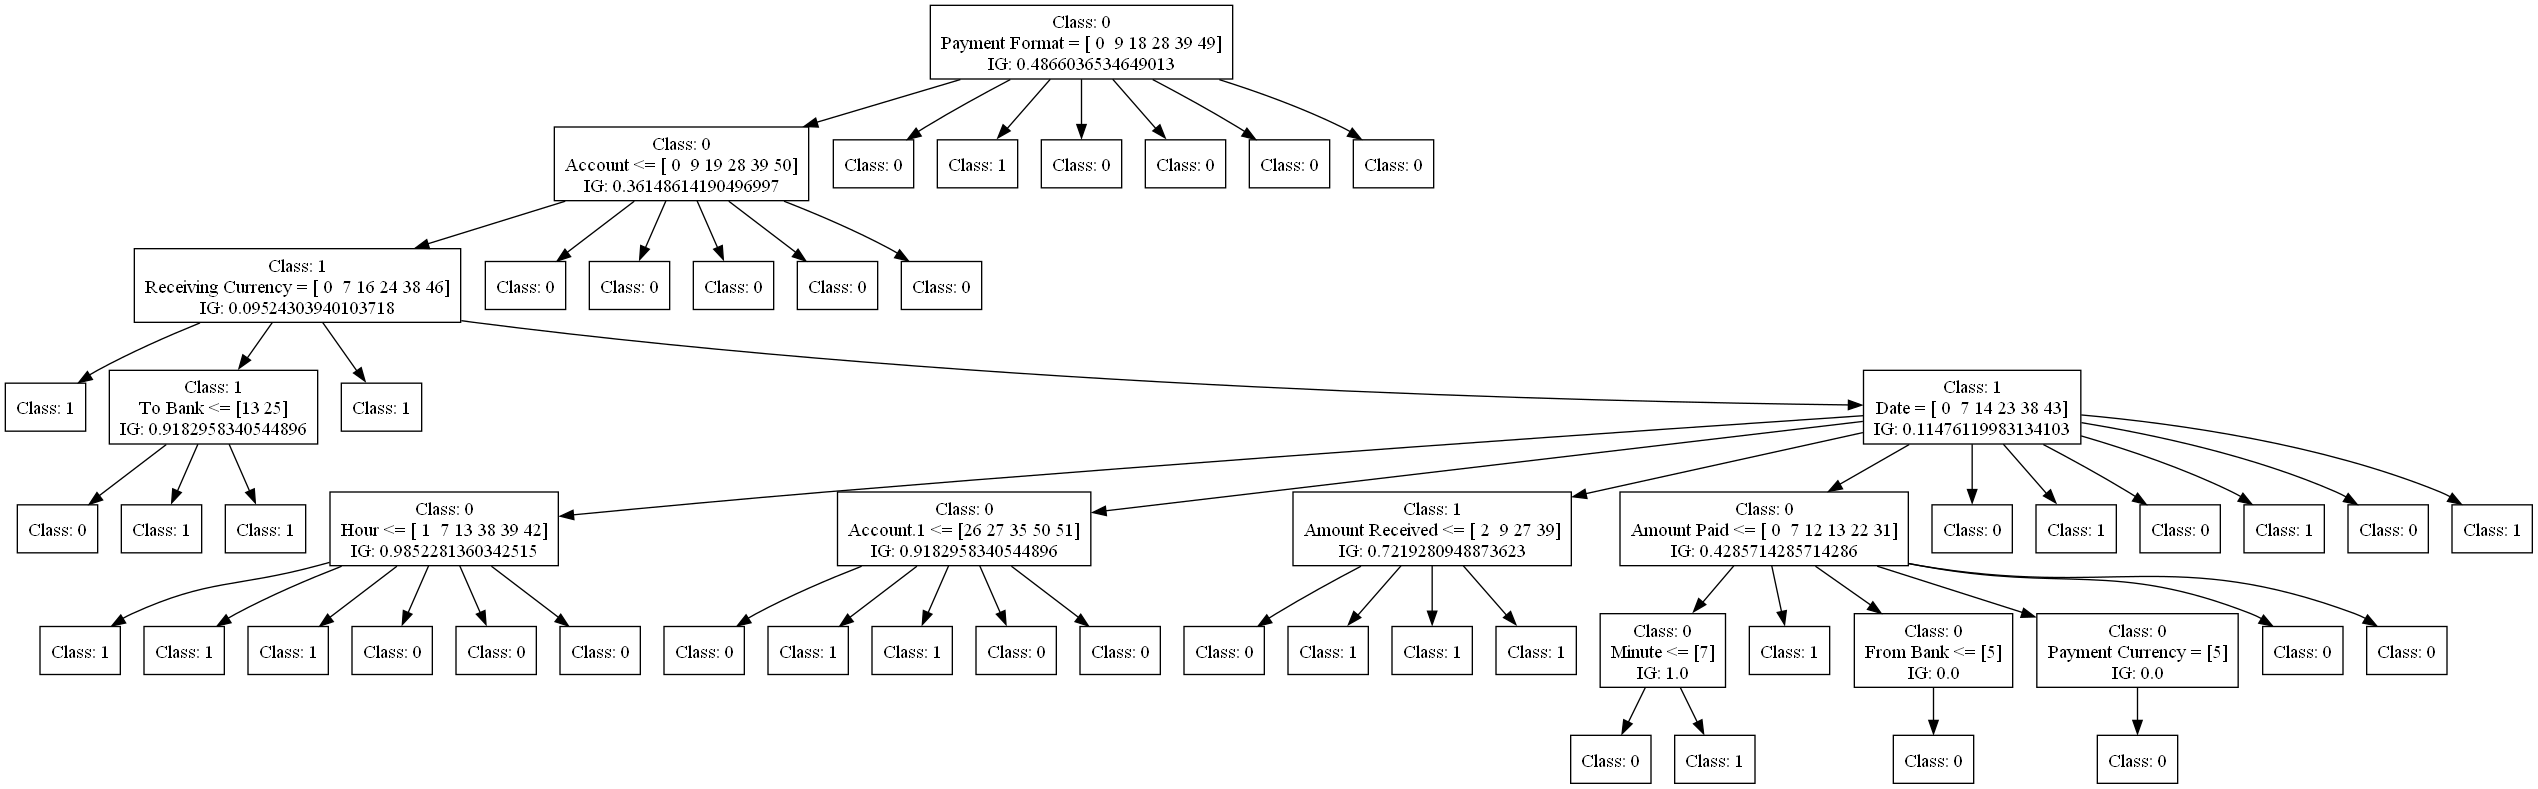 Class: 0
Payment Format = [ 0  9 18 28 39 49]
IG: 0.4866036534649013
Class: 0
Account <= [ 0  9 19 28 39 50]
IG: 0.36148614190496997
Class: 0
Class: 1
Class: 0
Class: 0
Class: 0
Class: 0
Class: 1
Receiving Currency = [ 0  7 16 24 38 46]
IG: 0.09524303940103718
Class: 0
Class: 0
Class: 0
Class: 0
Class: 0
Class: 1
Class: 1
To Bank <= [13 25]
IG: 0.9182958340544896
Class: 1
Class: 1
Date = [ 0  7 14 23 38 43]
IG: 0.11476119983134103
Class: 0
Class: 1
Class: 1
Class: 0
Hour <= [ 1  7 13 38 39 42]
IG: 0.9852281360342515
Class: 0
Account.1 <= [26 27 35 50 51]
IG: 0.9182958340544896
Class: 1
Amount Received <= [ 2  9 27 39]
IG: 0.7219280948873623
Class: 0
Amount Paid <= [ 0  7 12 13 22 31]
IG: 0.4285714285714286
Class: 0
Class: 1
Class: 0
Class: 1
Class: 0
Class: 1
Class: 1
Class: 1
Class: 1
Class: 0
Class: 0
Class: 0
Class: 0
Class: 1
Class: 1
Class: 0
Class: 0
Class: 0
Class: 1
Class: 1
Class: 1
Class: 0
Minute <= [7]
IG: 1.0
Class: 1
Class: 0
From Bank <= [5]
IG: 0.0
Class: 0
Payment Currency = [5]
IG: 0.0
Class: 0
Class: 0
Class: 0
Class: 1
Class: 0
Class: 0